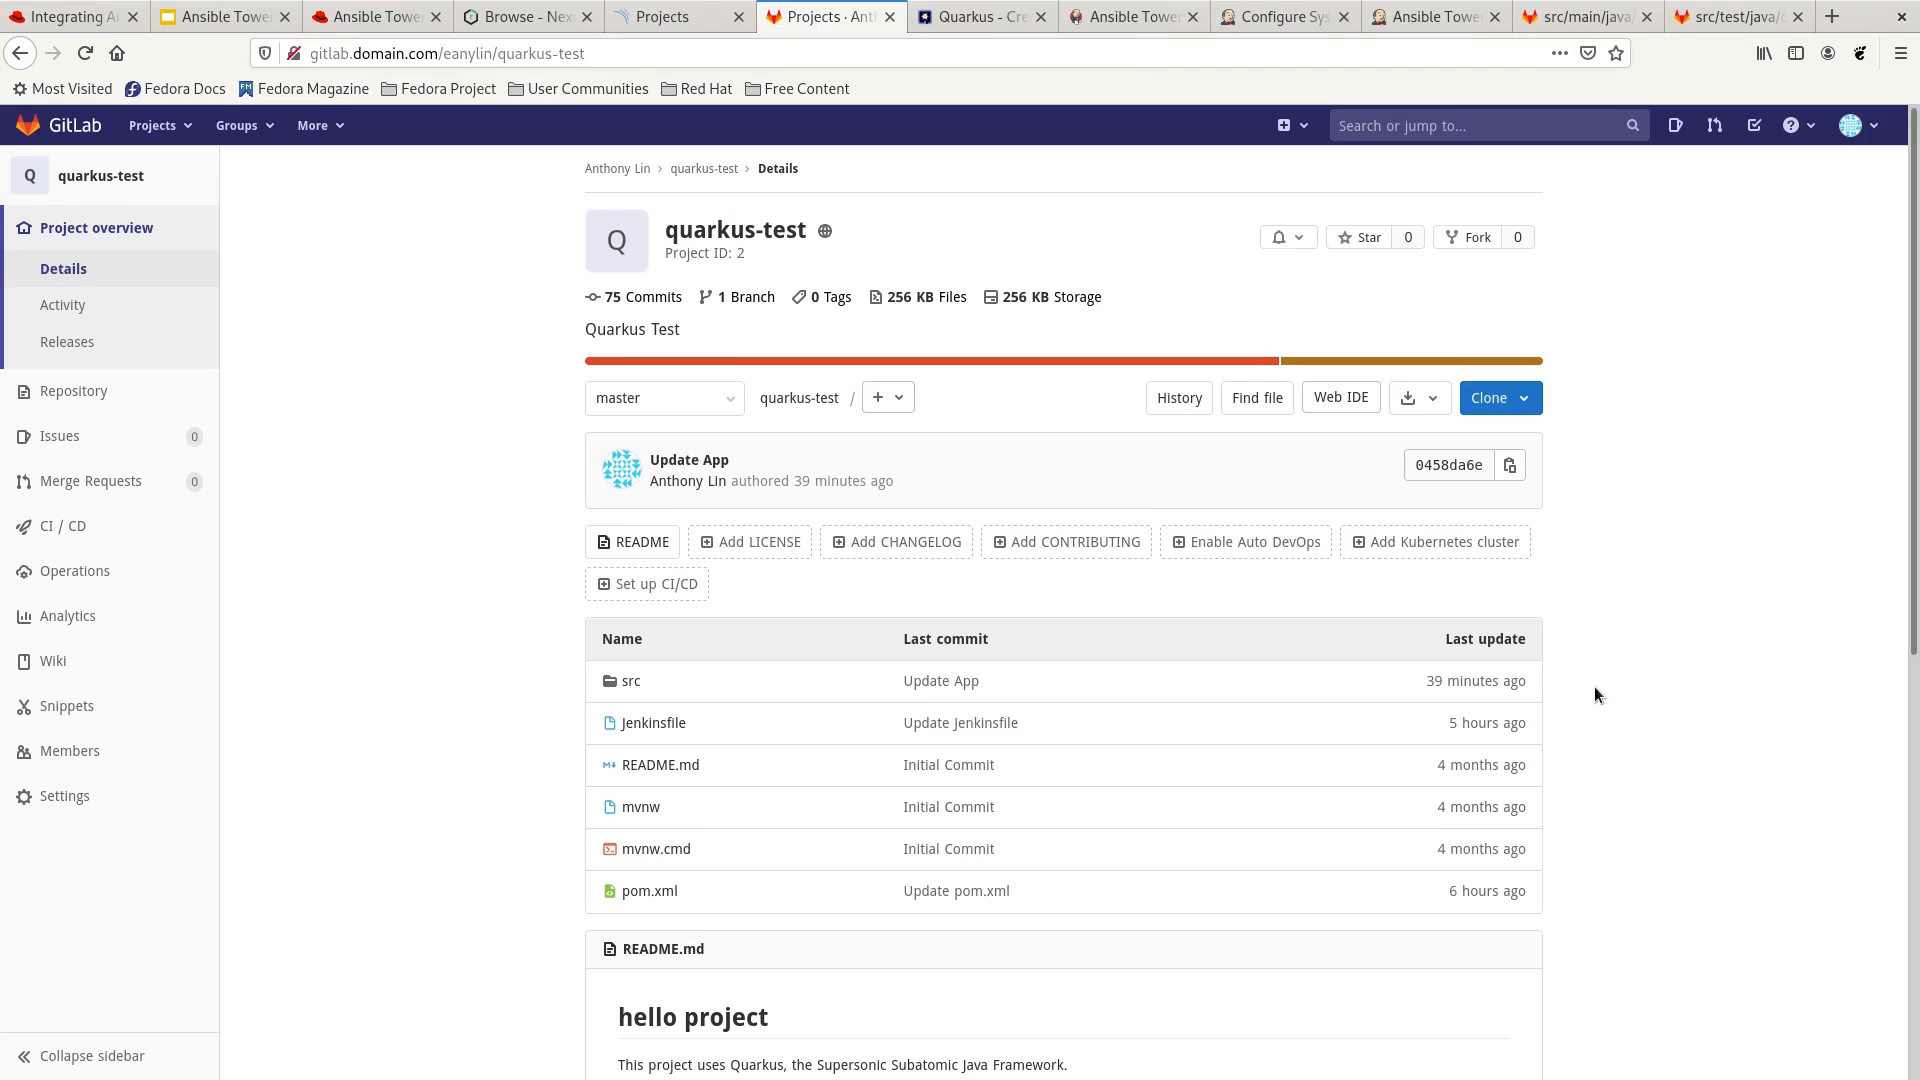 Integrating A
Ansible Towe
Ansible Towe
Browse - Nex
Projects
Projects · Ant
Quarkus - Cre
Ansible Tower
Configure Sys
Ansible Towe
src/main/java/
src/test/java/
gitlab.domain.com/eanylin/quarkus-test
Most Visited
Fedora Docs
Fedora Magazine
Fedora Project
User Communities
Red Hat
Free Content
GitLab
Projects
Groups
More
Search or jump to...
Q
quarkus-test
Project overview
Details
Activity
Releases
Repository
Issues 0
Merge Requests 0
CI / CD
Operations
Analytics
Wiki
Snippets
Members
Settings
Collapse sidebar
Anthony Lin > quarkus-test > Details
Q
quarkus-test
Project ID: 2
Star 0
Fork 0
75 Commits
1 Branch
0 Tags
256 KB Files
256 KB Storage
Quarkus Test
master
quarkus-test /
History
Find file
Web IDE
Clone
Update App
Anthony Lin authored 39 minutes ago
0458da6e
README
Add LICENSE
Add CHANGELOG
Add CONTRIBUTING
Enable Auto DevOps
Add Kubernetes cluster
Set up CI/CD
Name Last commit Last update
src Update App 39 minutes ago
Jenkinsfile Update Jenkinsfile 5 hours ago
README.md Initial Commit 4 months ago
mvnw Initial Commit 4 months ago
mvnw.cmd Initial Commit 4 months ago
pom.xml Update pom.xml 6 hours ago
README.md
hello project
This project uses Quarkus, the Supersonic Subatomic Java Framework.